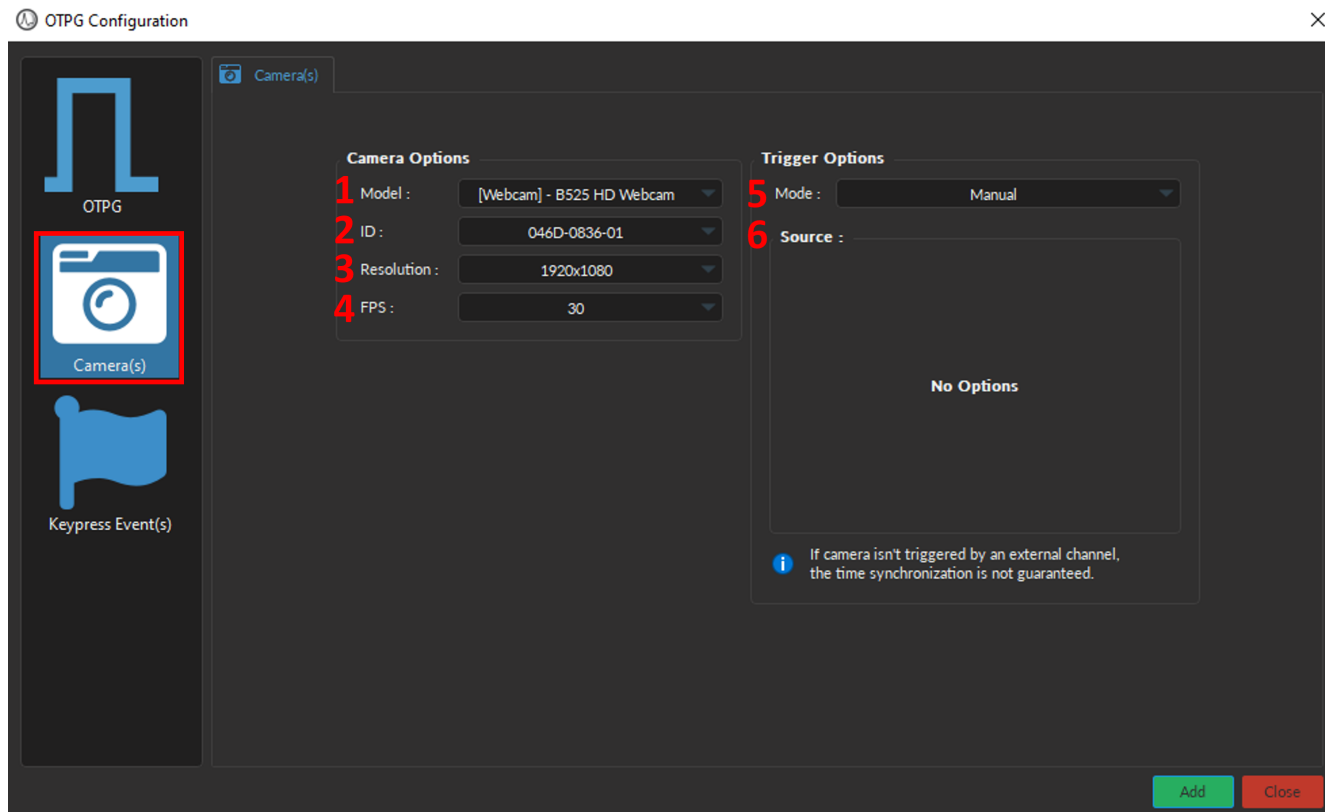 OTPG Configuration
OTPG
Camera(s)
Keypress Event(s)
Camera(s)
Camera Options
1 Model : [Webcam] - B525 HD Webcam
2 ID : 046D-0836-01
3 Resolution : 1920x1080
4 FPS : 30
Trigger Options
5 Mode : Manual
6 Source :
No Options
If camera isn't triggered by an external channel,
the time synchronization is not guaranteed.
Add Close